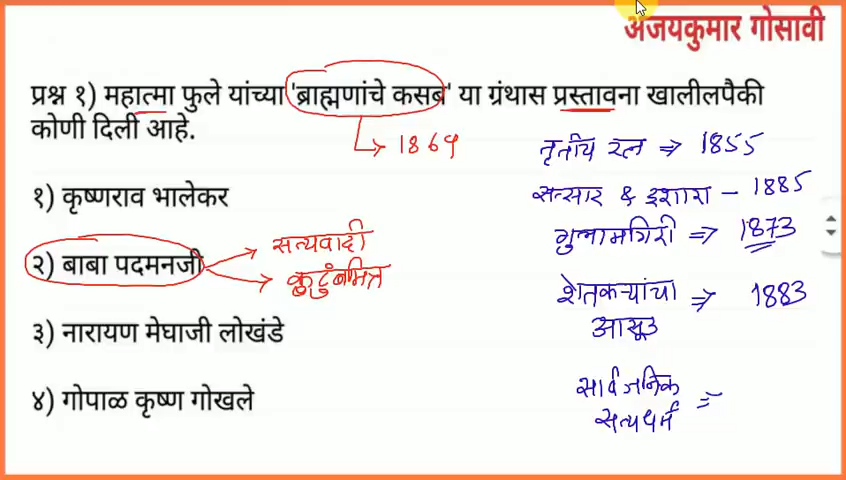 अजयकुमार गोसावी
प्रश्न १) महात्मा फुले यांच्या 'ब्राह्मणांचे कसब' या ग्रंथास प्रस्तावना खालीलपैकी
कोणी दिली आहे.
1869
१) कृष्णराव भालेकर
२) बाबा पदमनजी
सत्यवादी
कुटुंबमित्र
३) नारायण मेघाजी लोखंडे
४) गोपाळ कृष्ण गोखले
तृतीय रत्न ⇒ 1855
सत्सार & इशारा - 1885
गुलामगिरी ⇒ 1873
शेतकऱ्यांचा ⇒ 1883
आसूड
सार्वजनिक
सत्यधर्म =